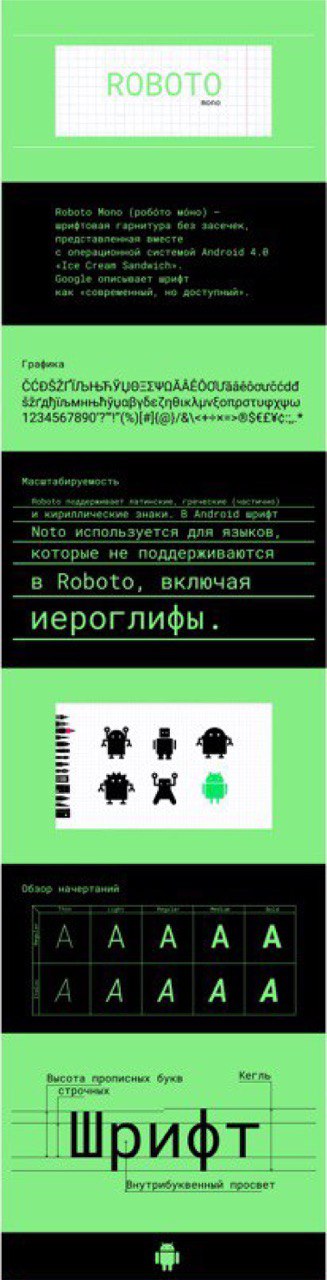 ROBOTO
mono
Roboto Mono (робо́то мо́но) —
шрифтовая гарнитура без засечек,
представленная вместе
с операционной системой Android 4.0
«Ice Cream Sandwich».
Google описывает шрифт
как «современный, но доступный».
Графика
1234567890'?'"!"(%)[#]{@}/&\<-+÷×=>®©$€£¥¢:;,.*
Масштабируемость
Roboto поддерживает латинские, греческие (частично)
и кириллические знаки. В Android шрифт
Noto используется для языков,
которые не поддерживаются
в Roboto, включая
иероглифы.
Обзор начертаний
Thin Light Regular Medium Bold
Regular A A A A A
Italic A A A A A
Высота прописных букв
строчных
Кегль
Шрифт
Внутрибуквенный просвет